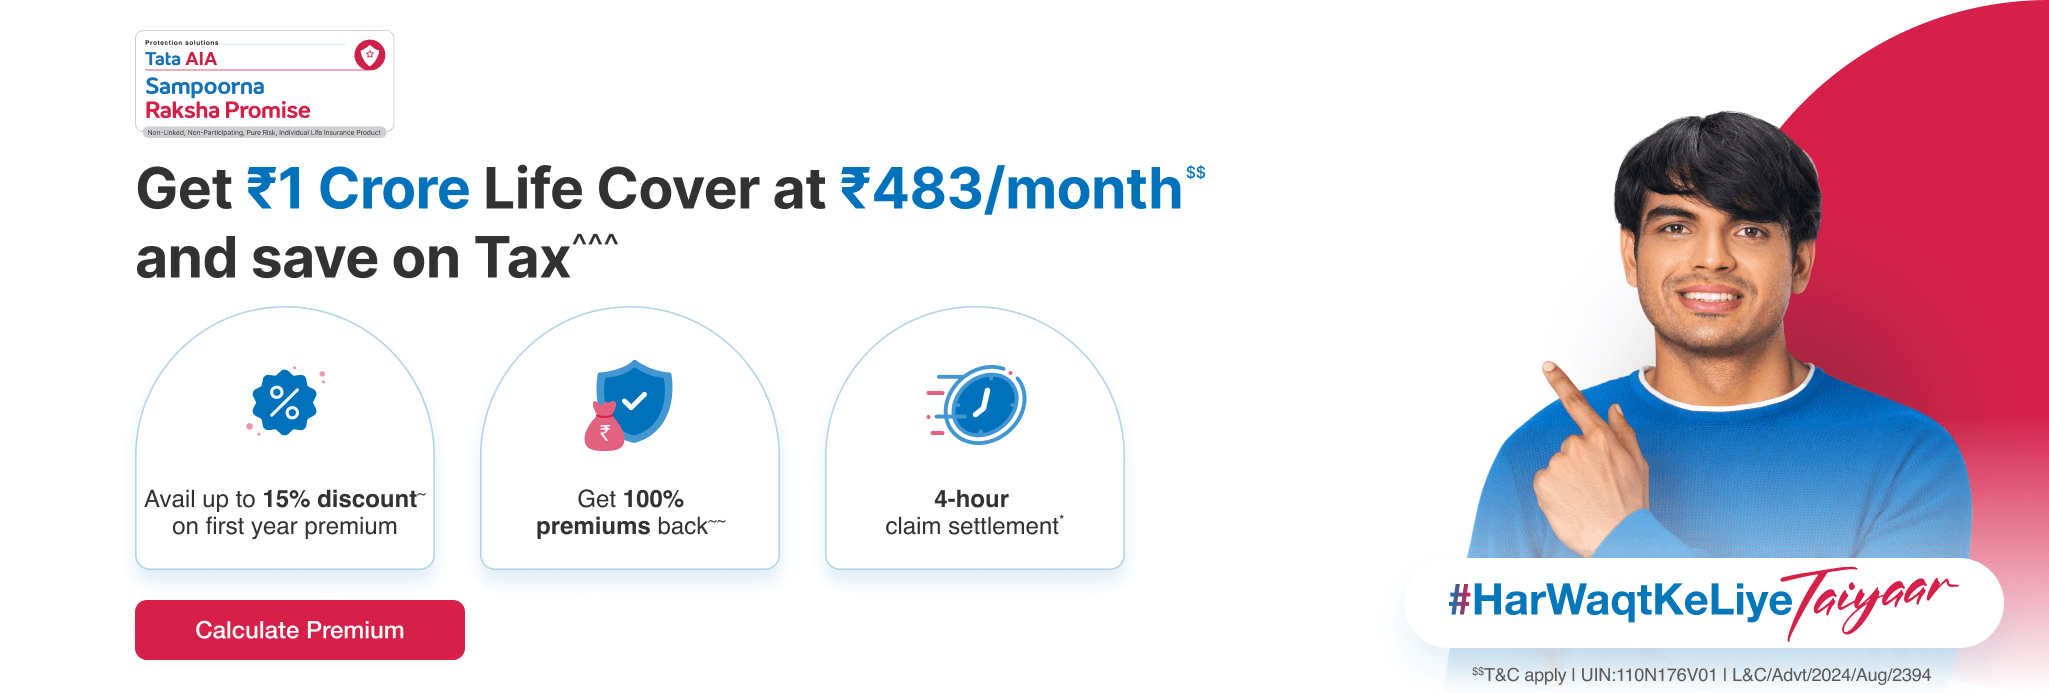 Protection solutions
Tata AIA
Sampoorna
Raksha Promise
Non-Linked, Non-Participating, Pure Risk, Individual Life Insurance Product
Get ₹1 Crore Life Cover at ₹483/month$$
and save on Tax^^^
Avail up to 15% discount~
on first year premium
Get 100%
premiums back~~
4-hour
claim settlement*
Calculate Premium
#HarWaqtKeLiyeTaiyaar
$$T&C apply | UIN:110N176V01 | L&C/Advt/2024/Aug/2394